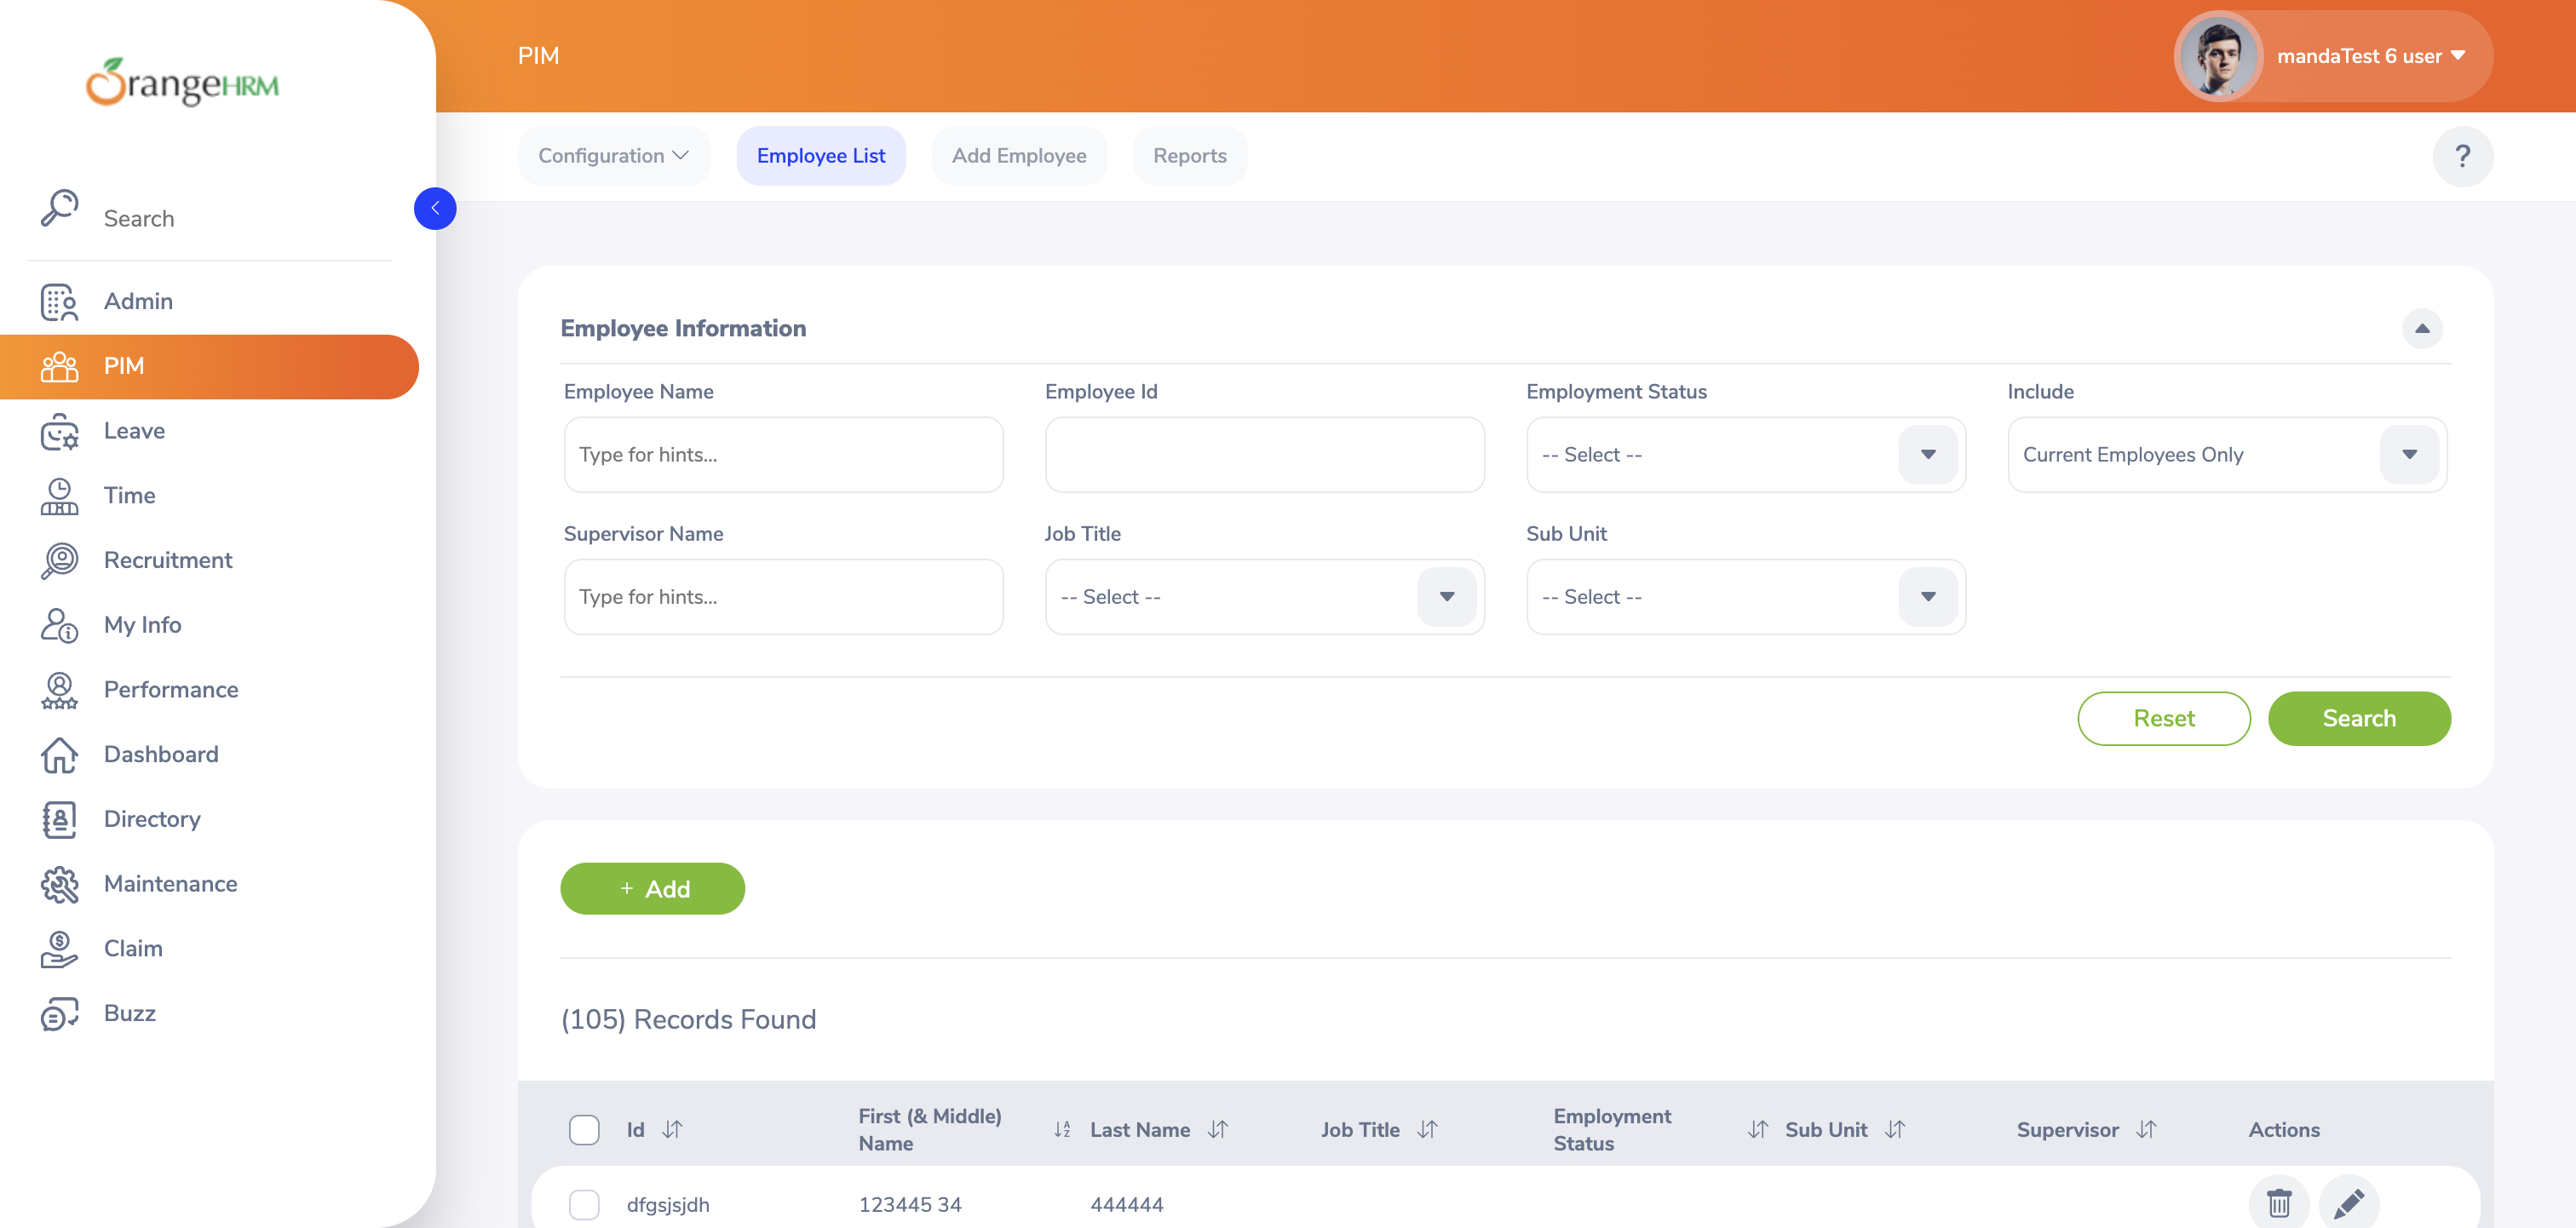 OrangeHRM
Search
Admin
PIM
Leave
Time
Recruitment
My Info
Performance
Dashboard
Directory
Maintenance
Claim
Buzz
PIM
mandaTest 6 user
Configuration
Employee List
Add Employee
Reports
?
Employee Information
Employee Name
Employee Id
Employment Status
Include
Type for hints...
-- Select --
Current Employees Only
Supervisor Name
Job Title
Sub Unit
Type for hints...
-- Select --
-- Select --
Reset
Search
+ Add
(105) Records Found
Id
First (& Middle)
Name
Last Name
Job Title
Employment
Status
Sub Unit
Supervisor
Actions
dfgsjsjdh
123445 34
444444